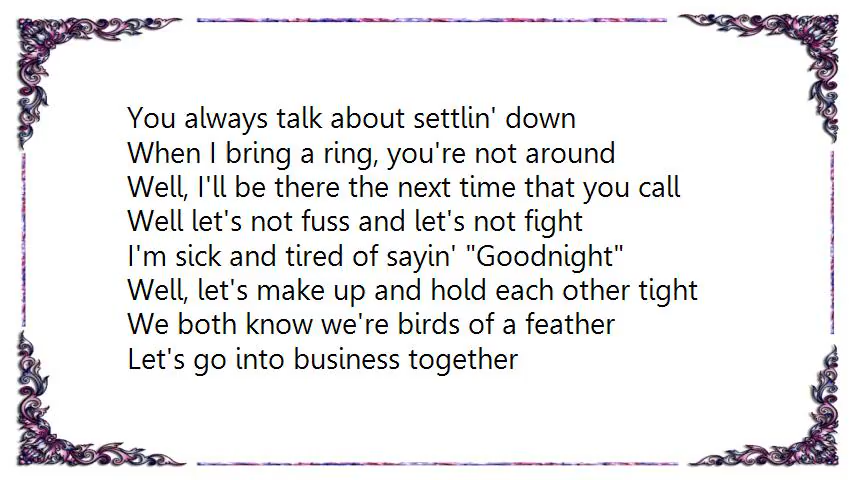 You always talk about settlin' down
When I bring a ring, you're not around
Well, I'll be there the next time that you call
Well let's not fuss and let's not fight
I'm sick and tired of sayin' "Goodnight"
Well, let's make up and hold each other tight
We both know we're birds of a feather
Let's go into business together